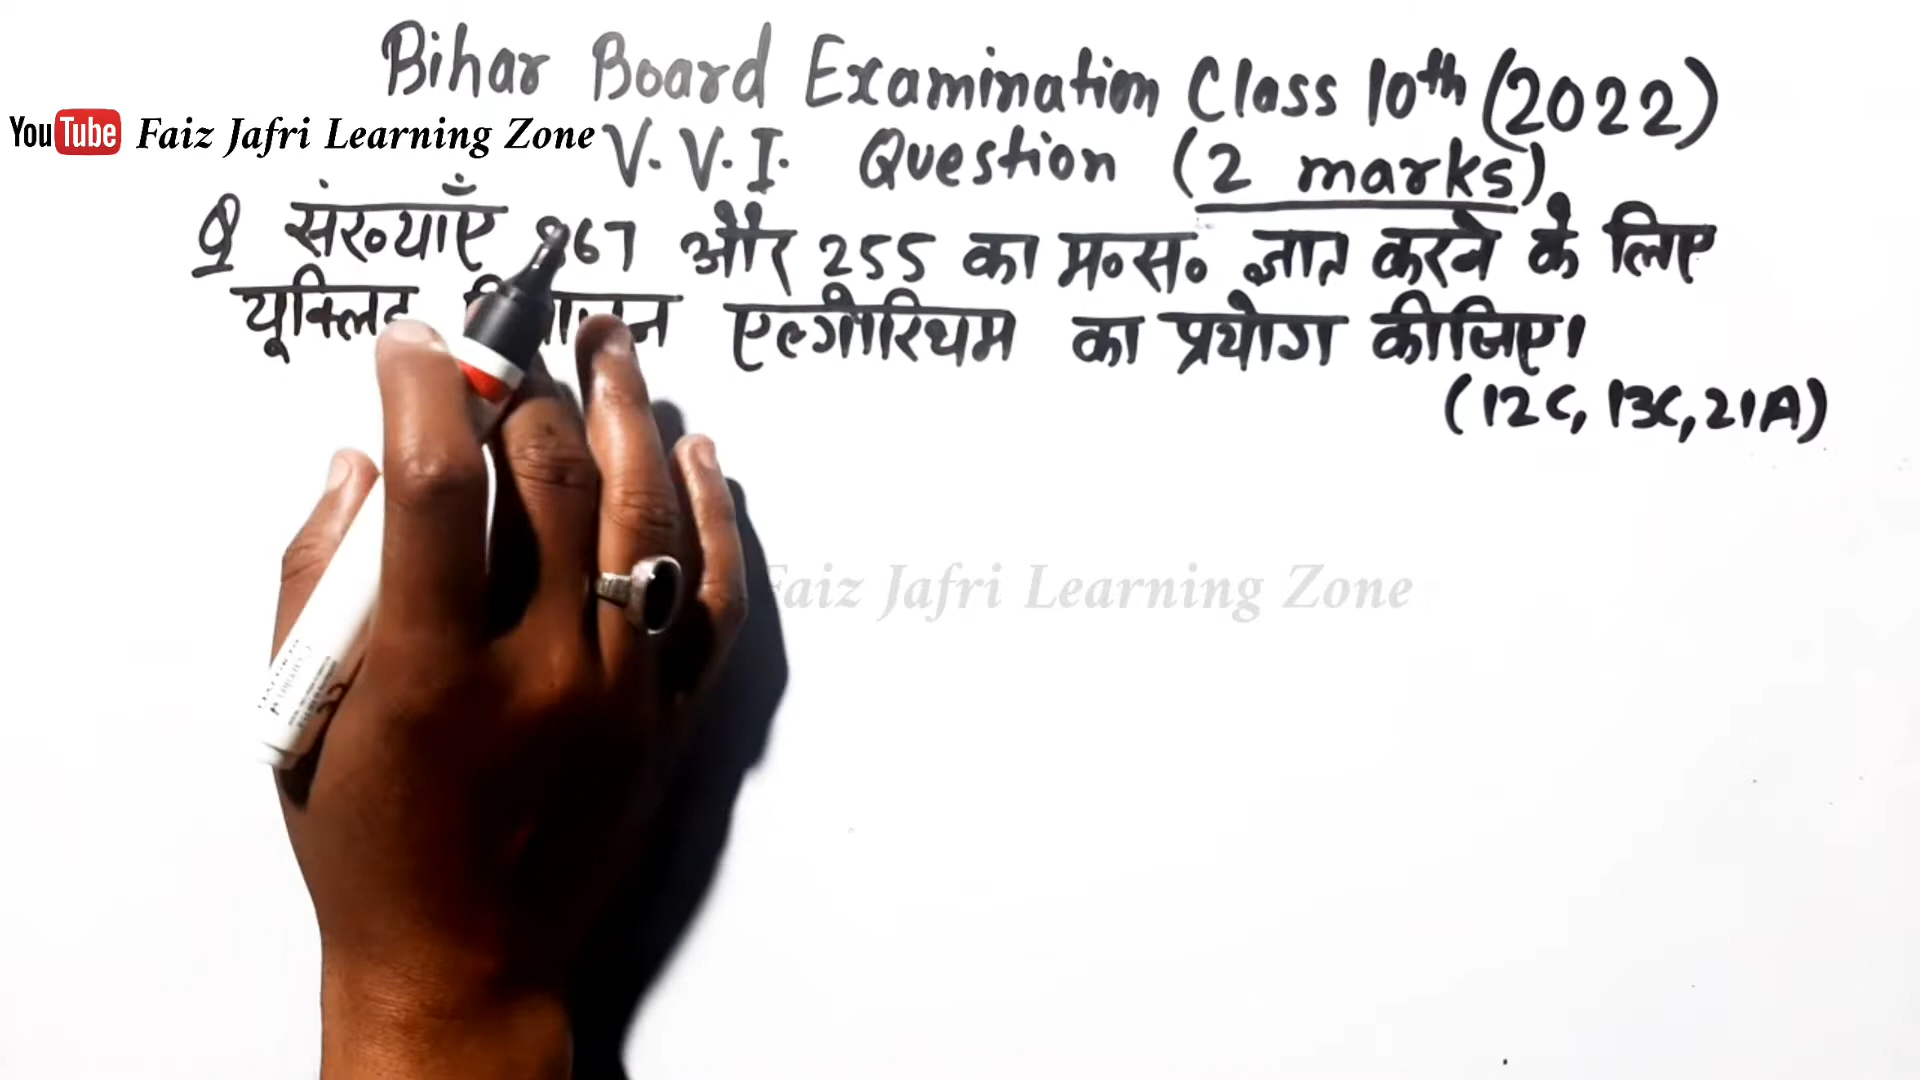 Bihar Board Examination Class 10th (2022)
YouTube Faiz Jafri Learning Zone
V.V.I. Question (2 marks)
Q संख्याएँ 867 और 255 का म॰स॰ ज्ञात करने के लिए
यूक्लिड एल्गोरिथम का प्रयोग कीजिए।
(12C, 13C, 21A)
Faiz Jafri Learning Zone